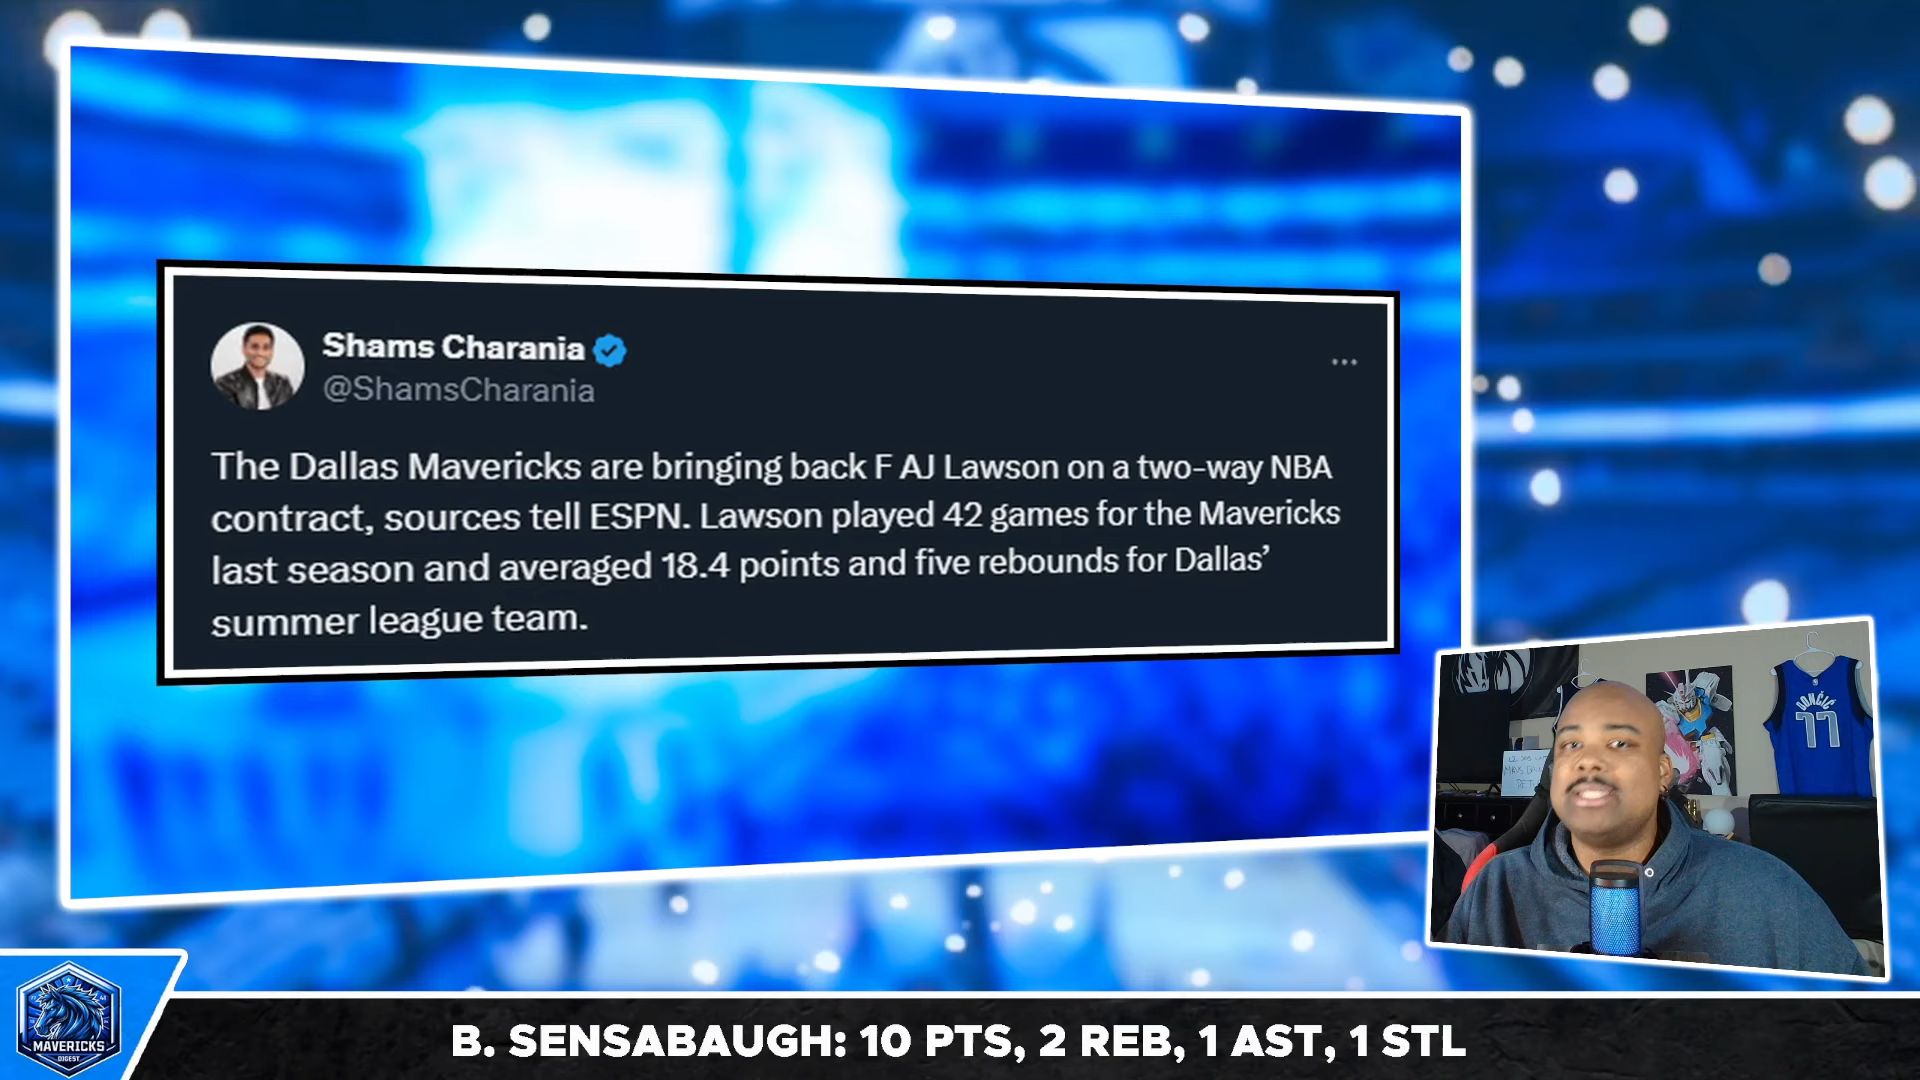 Shams Charania
@ShamsCharania
The Dallas Mavericks are bringing back F AJ Lawson on a two-way NBA
contract, sources tell ESPN. Lawson played 42 games for the Mavericks
last season and averaged 18.4 points and five rebounds for Dallas’
summer league team.
DONČIĆ
77
MAVERICKS
DIGEST
B. SENSABAUGH: 10 PTS, 2 REB, 1 AST, 1 STL